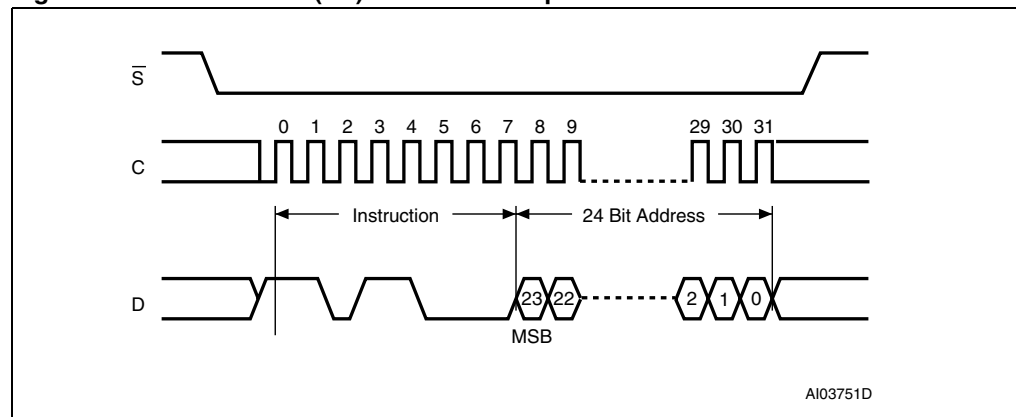 S
0 1 2 3 4 5 6 7 8 9 29 30 31
C
Instruction 24 Bit Address
D 23 22 2 1 0
MSB
AI03751D